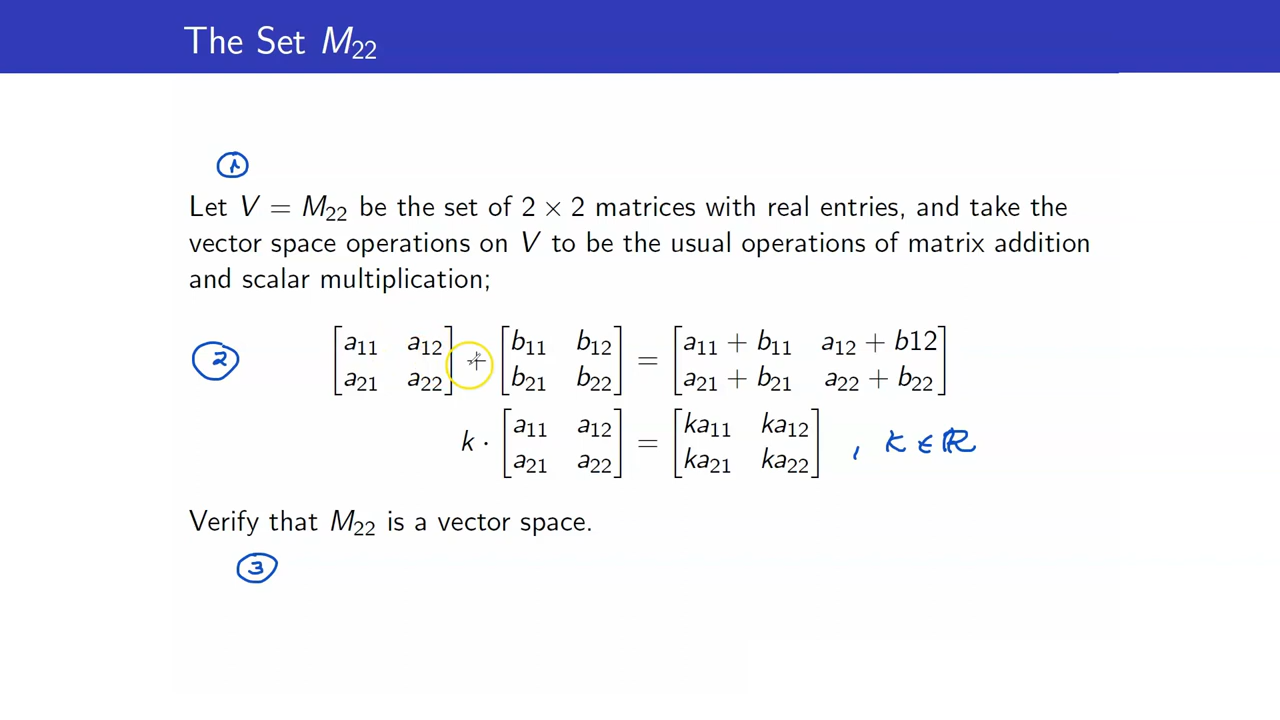 The Set M22
1
Let V = M22 be the set of 2 × 2 matrices with real entries, and take the
vector space operations on V to be the usual operations of matrix addition
and scalar multiplication;
2
[a11 a12] + [b11 b12] = [a11 + b11 a12 + b12]
[a21 a22] [b21 b22] [a21 + b21 a22 + b22]
k · [a11 a12] = [ka11 ka12] , k ∈ ℝ
[a21 a22] [ka21 ka22]
Verify that M22 is a vector space.
3